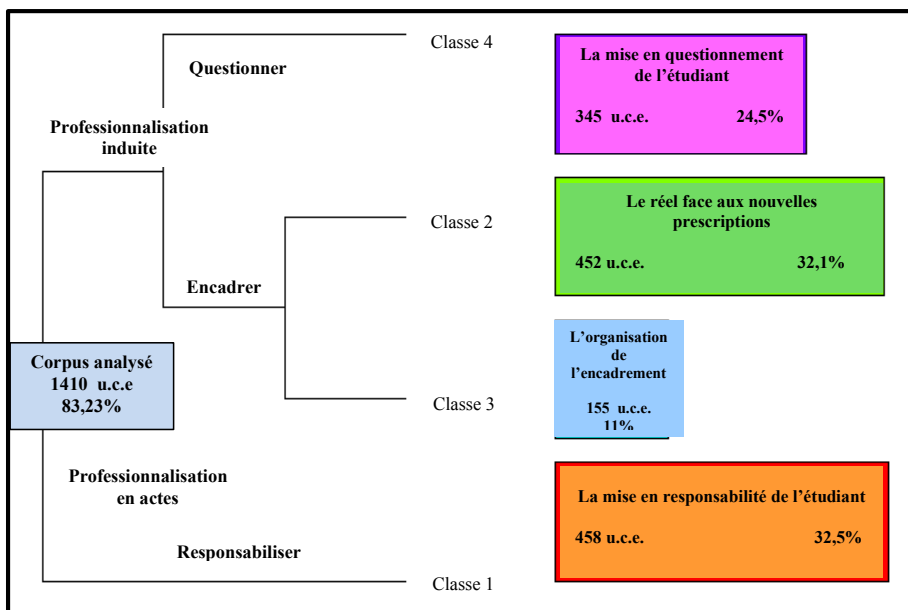 Classe 4
Questionner
La mise en questionnement
de l’étudiant
345 u.c.e. 24,5%
Professionnalisation
induite
Classe 2
Le réel face aux nouvelles
prescriptions
452 u.c.e. 32,1%
Encadrer
Corpus analysé
1410 u.c.e
83,23%
Classe 3
L’organisation
de
l’encadrement
155 u.c.e.
11%
Professionnalisation
en actes
La mise en responsabilité de l’étudiant
458 u.c.e. 32,5%
Responsabiliser
Classe 1